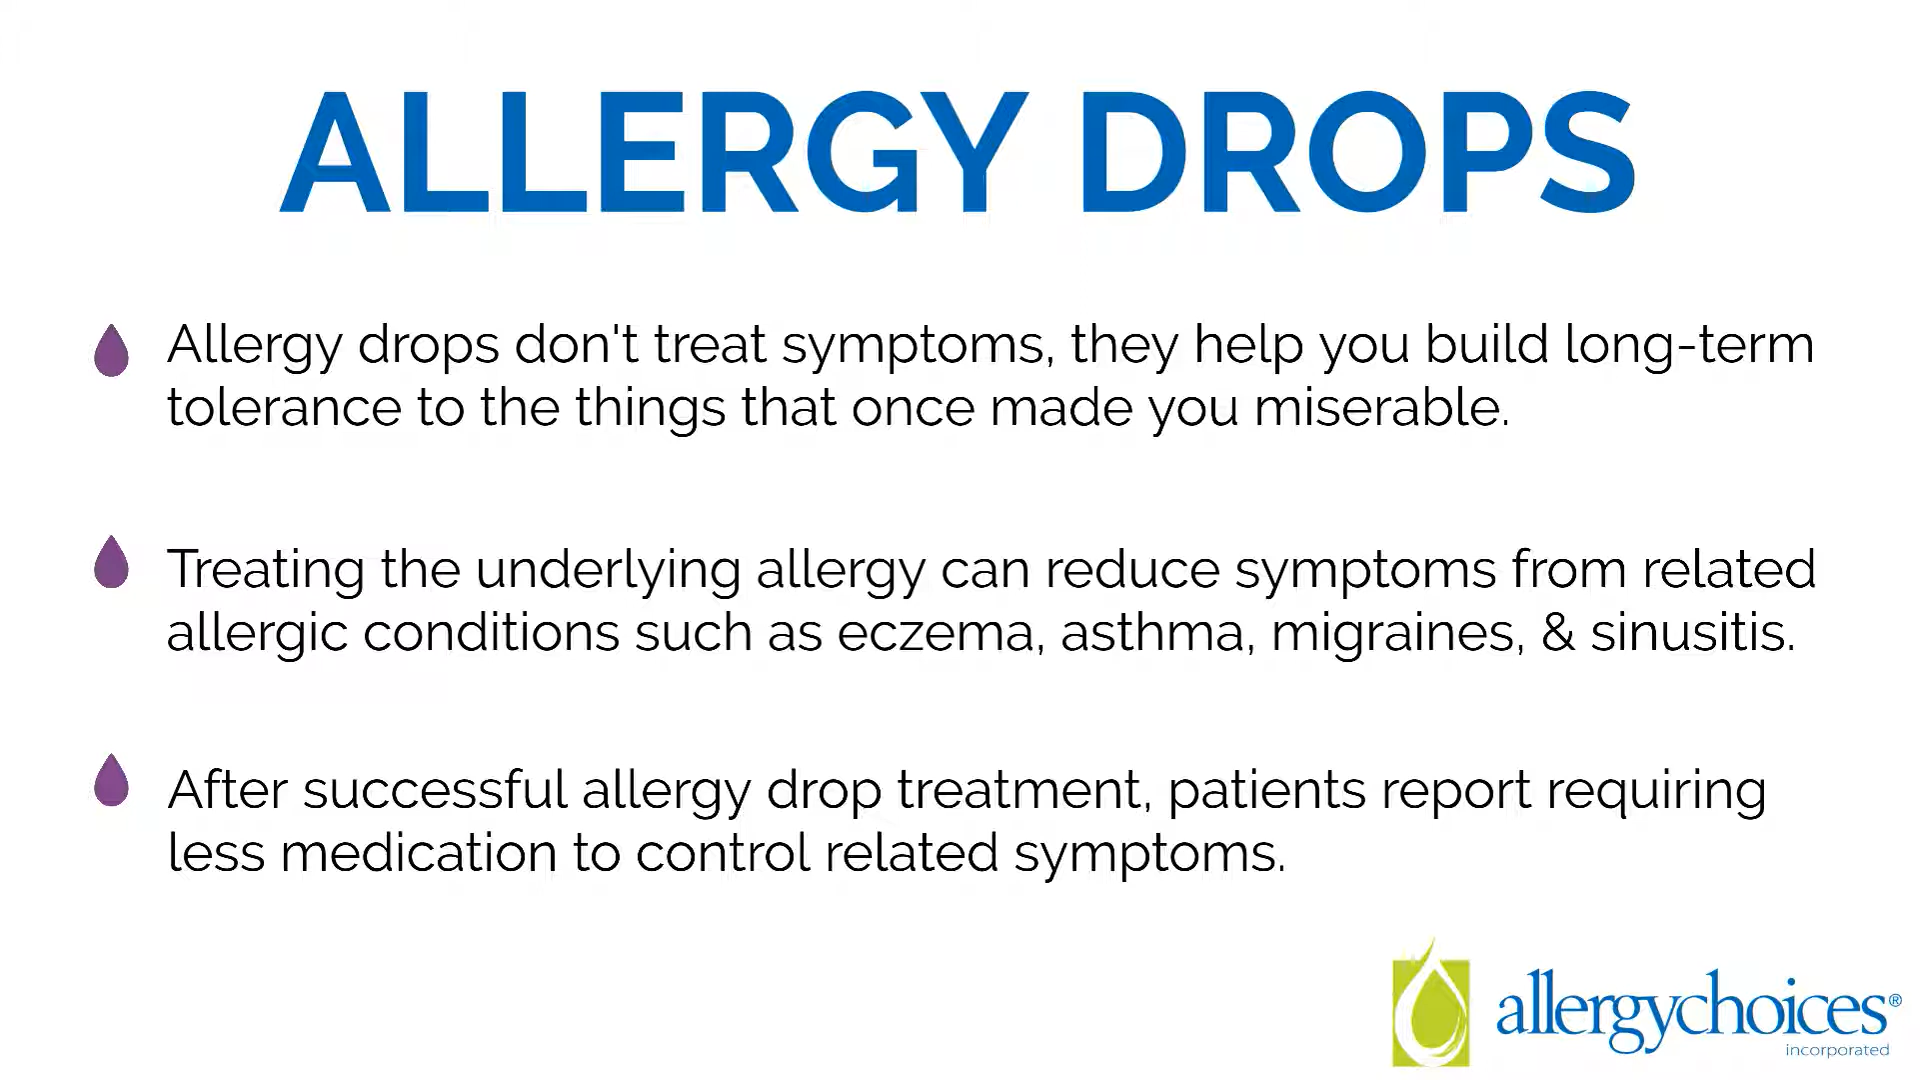 ALLERGY DROPS
Allergy drops don't treat symptoms, they help you build long-term
tolerance to the things that once made you miserable.
Treating the underlying allergy can reduce symptoms from related
allergic conditions such as eczema, asthma, migraines, & sinusitis.
After successful allergy drop treatment, patients report requiring
less medication to control related symptoms.
allergychoices®
incorporated